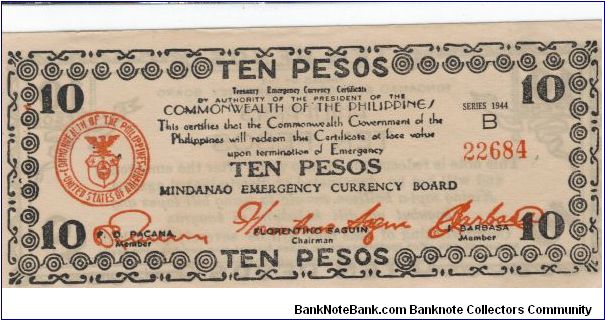 TEN PESOS
10 10
Treasury Emergency Currency Certificate
BY AUTHORITY OF THE PRESIDENT OF THE
COMMONWEALTH OF THE PHILIPPINES
SERIES 1944
B
This certifies that the Commonwealth Government of the
Philippines will redeem this Certificate at face value
upon termination of Emergency
22684
COMMONWEALTH OF THE PHILIPPINES
UNITED STATES OF AMERICA
TEN PESOS
MINDANAO EMERGENCY CURRENCY BOARD
10 10
P. D. PACANA FLORENTINO SAGUIN J. BARBASA
Member Chairman Member
TEN PESOS
BankNoteBank.com Banknote Collectors Community